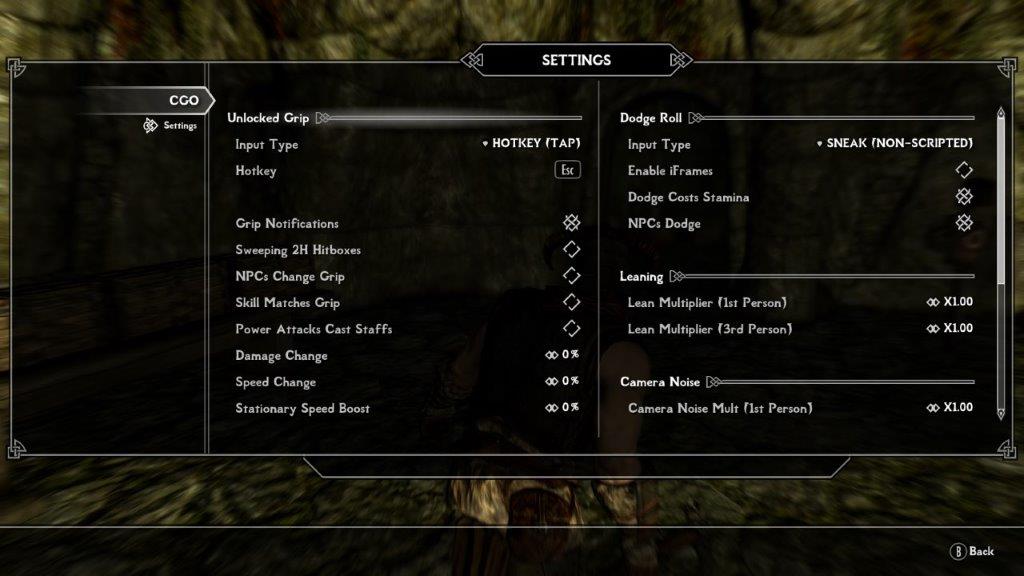 SETTINGS
CGO
Settings
Unlocked Grip
Input Type HOTKEY (TAP)
Hotkey Esc
Grip Notifications
Sweeping 2H Hitboxes
NPCs Change Grip
Skill Matches Grip
Power Attacks Cast Staffs
Damage Change 0%
Speed Change 0%
Stationary Speed Boost 0%
Dodge Roll
Input Type SNEAK (NON-SCRIPTED)
Enable iFrames
Dodge Costs Stamina
NPCs Dodge
Leaning
Lean Multiplier (1st Person) X1.00
Lean Multiplier (3rd Person) X1.00
Camera Noise
Camera Noise Mult (1st Person) X1.00
B Back